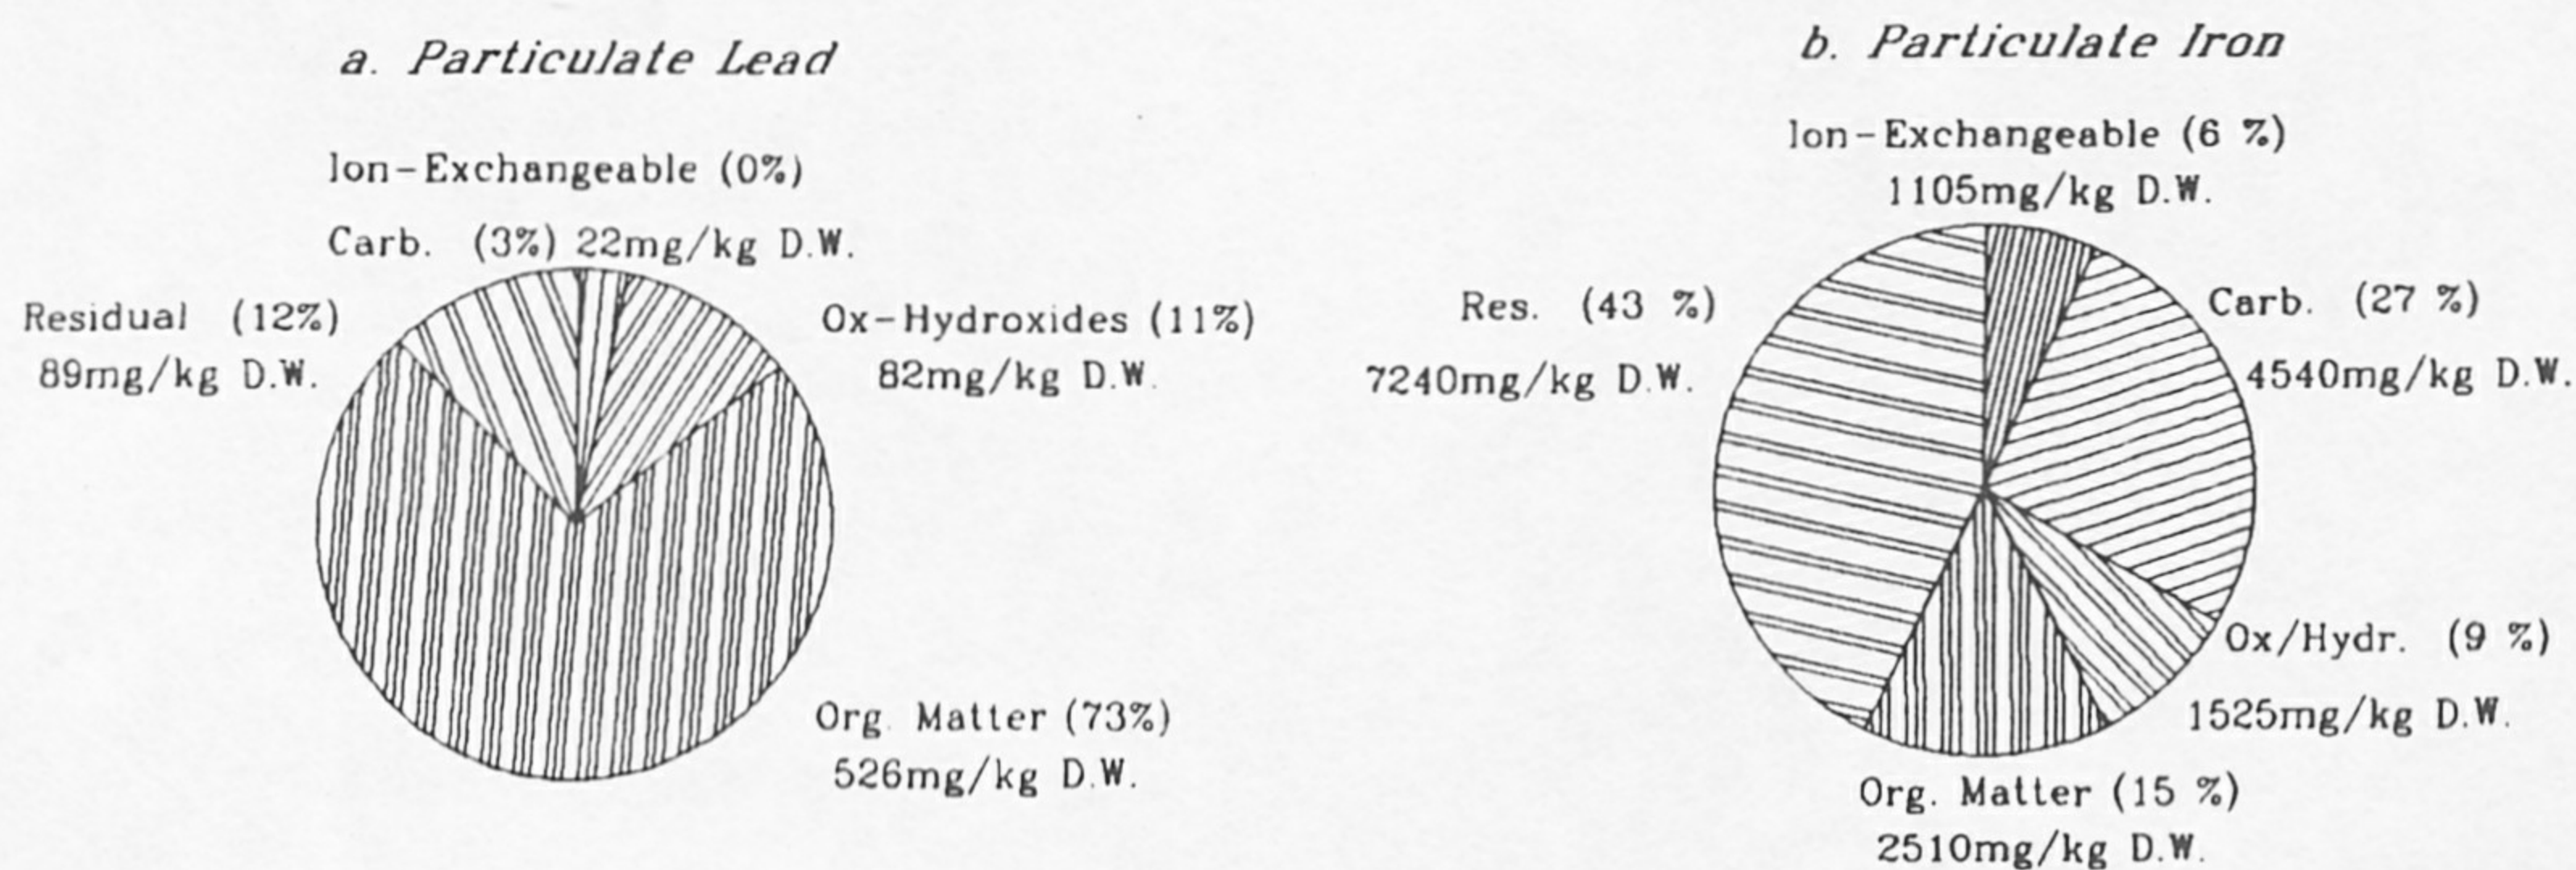 a. Particulate Lead
Ion-Exchangeable (0%)
Carb. (3%) 22mg/kg D.W.
Residual (12%)
89mg/kg D.W.
Ox-Hydroxides (11%)
82mg/kg D.W.
Org. Matter (73%)
526mg/kg D.W.
b. Particulate Iron
Ion-Exchangeable (6 %)
1105mg/kg D.W.
Res. (43 %)
7240mg/kg D.W.
Carb. (27 %)
4540mg/kg D.W.
Ox/Hydr. (9 %)
1525mg/kg D.W.
Org. Matter (15 %)
2510mg/kg D.W.